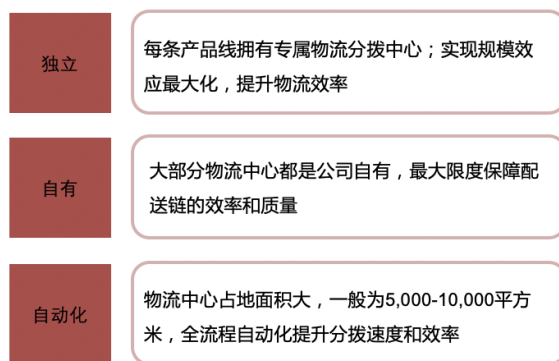 独立
每条产品线拥有专属物流分拨中心；实现规模效
应最大化，提升物流效率
自有
大部分物流中心都是公司自有，最大限度保障配
送链的效率和质量
自动化
物流中心占地面积大，一般为5,000-10,000平方
米，全流程自动化提升分拨速度和效率